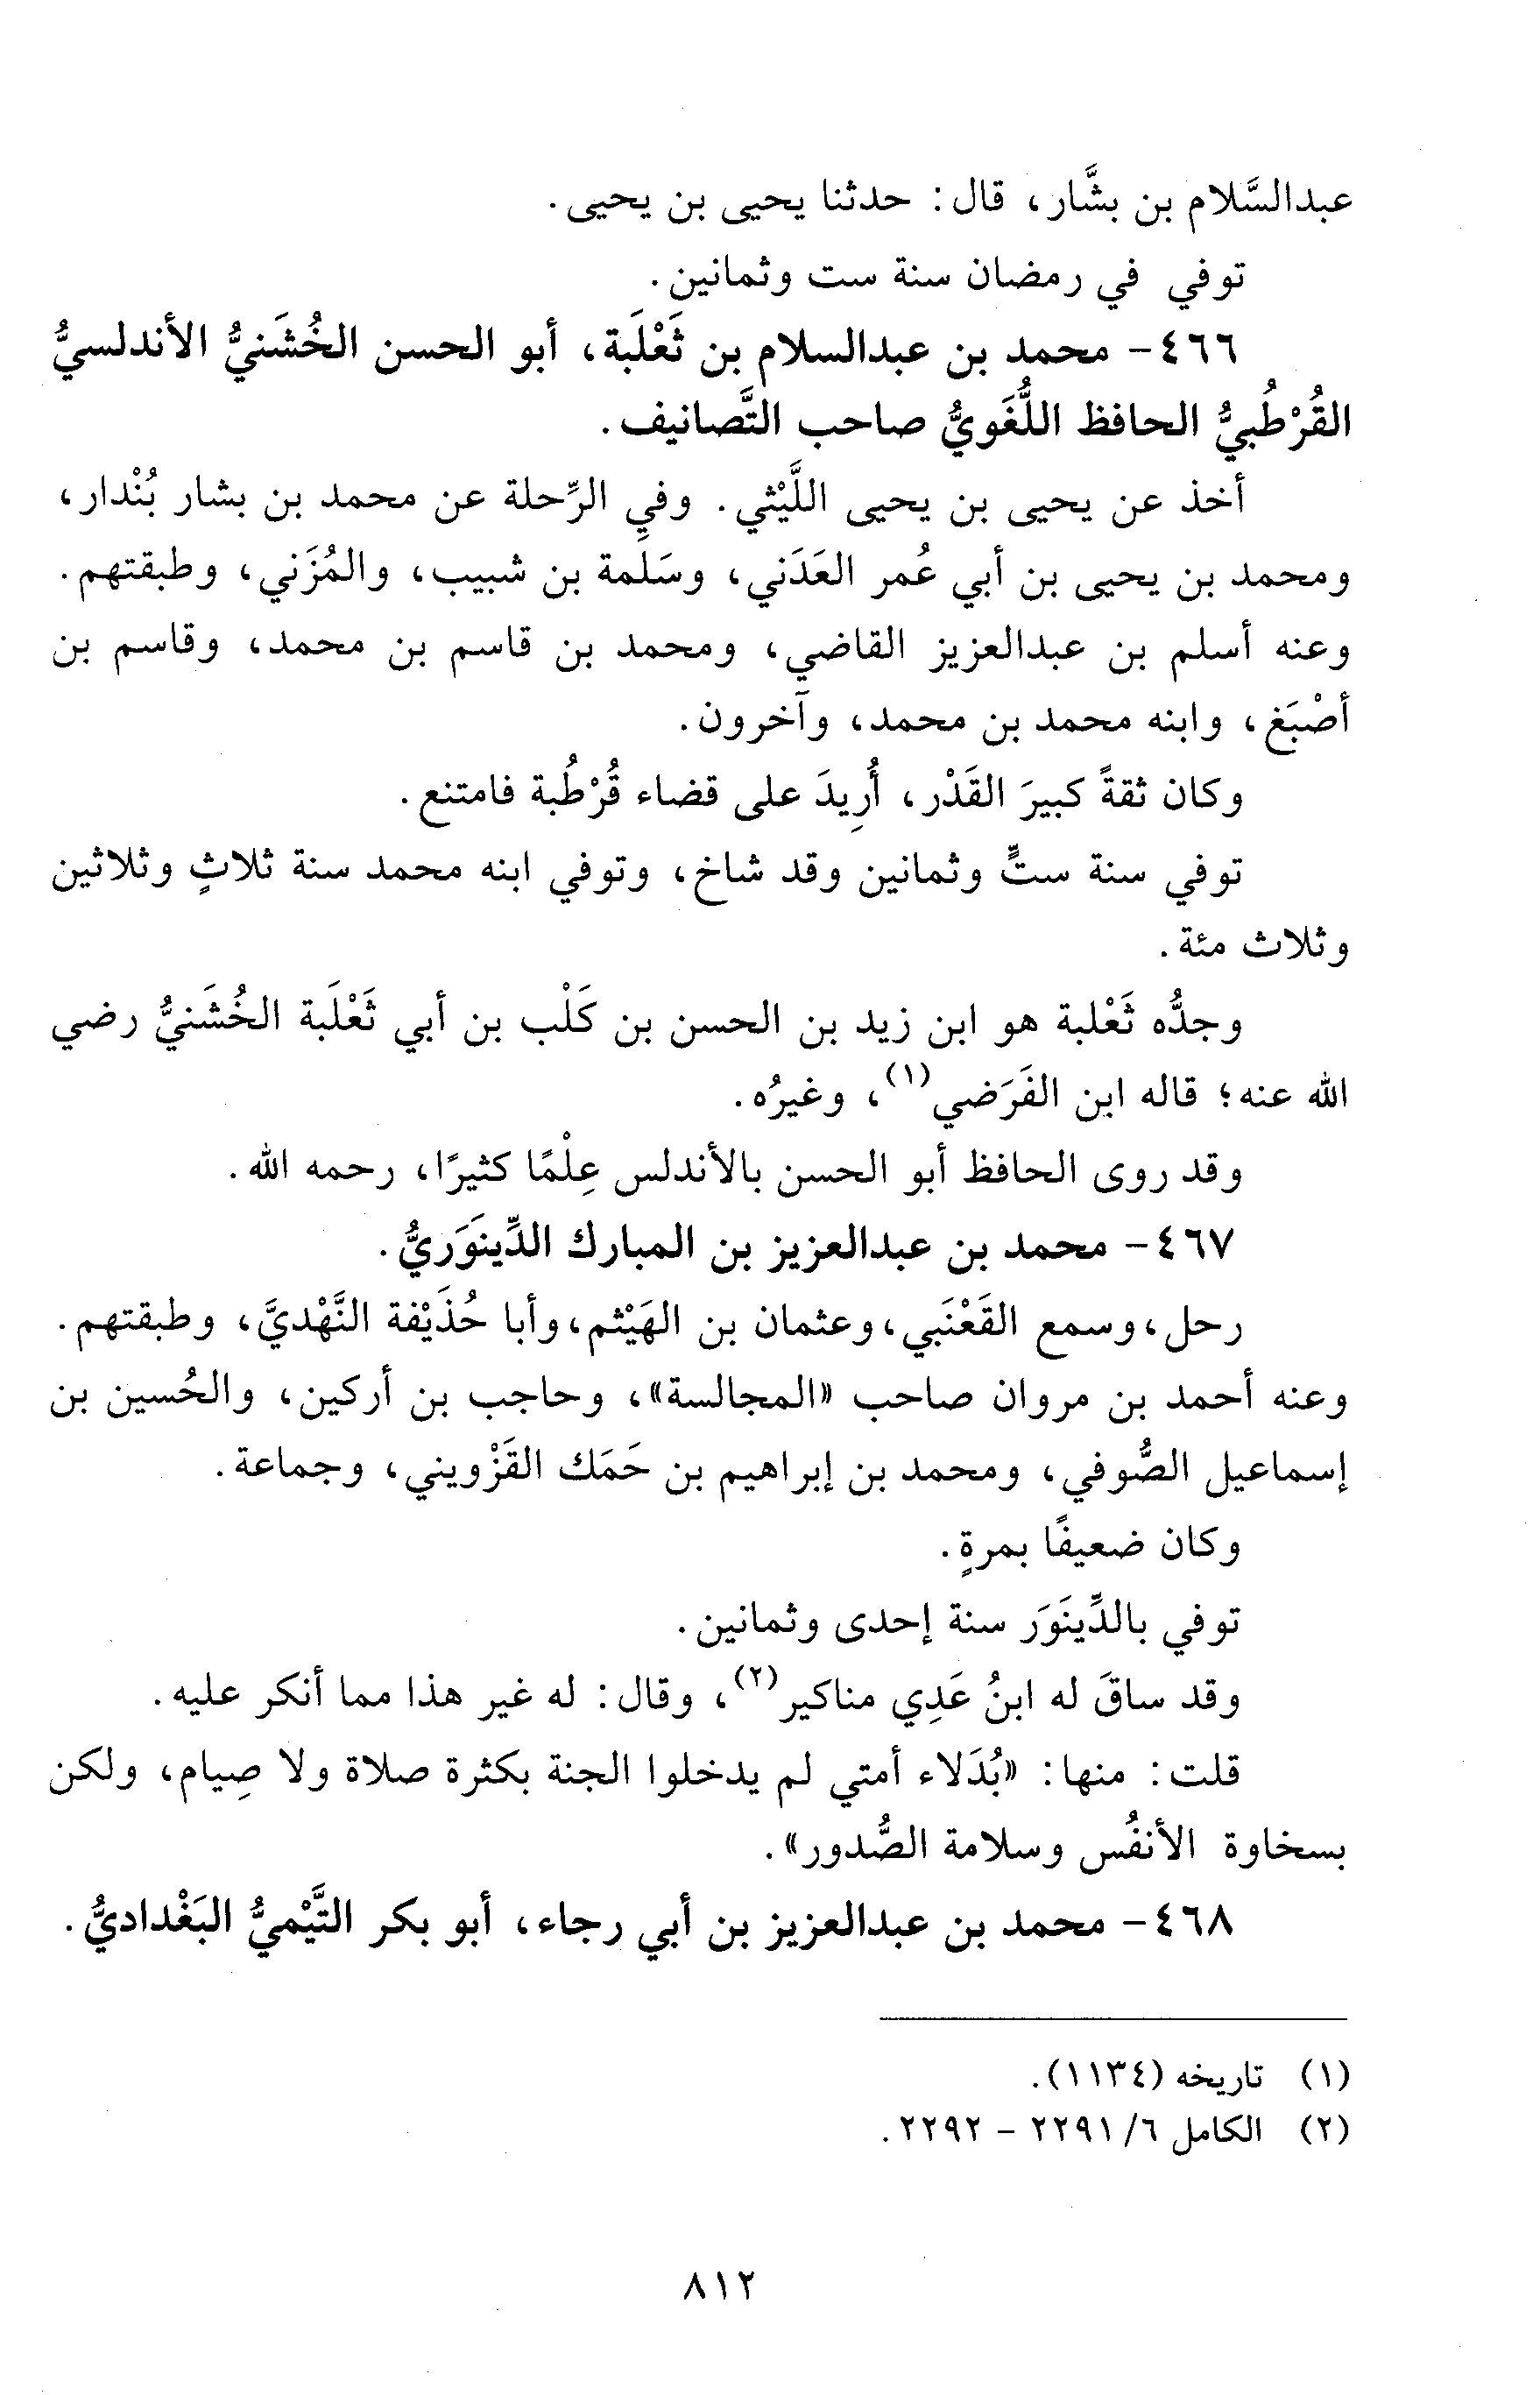 عبدالسَّلام بن بشَّار، قال: حدثنا يحيى بن يحيى.
توفي في رمضان سنة ست وثمانين.
٤٦٦- محمد بن عبدالسلام بن ثَعْلَبة، أبو الحسن الخُشَنيُّ الأندلسيُّ
القُرْطُبيُّ الحافظ اللُّغَويُّ صاحب التَّصانيف.
أخذ عن يحيى بن يحيى اللَّيْثي. وفي الرِّحلة عن محمد بن بشار بُنْدار،
ومحمد بن يحيى بن أبي عُمر العَدَني، وسَلمة بن شبيب، والمُزَني، وطبقتهم.
وعنه أسلم بن عبدالعزيز القاضي، ومحمد بن قاسم بن محمد، وقاسم بن
أصْبَغ، وابنه محمد بن محمد، وآخرون.
وكان ثقةً كبيرَ القَدْر، أُرِيدَ على قضاء قُرْطُبة فامتنع.
توفي سنة ستٍّ وثمانين وقد شاخ، وتوفي ابنه محمد سنة ثلاثٍ وثلاثين
وثلاث مئة.
وجدُّه ثَعْلبة هو ابن زيد بن الحسن بن كَلْب بن أبي ثَعْلَبة الخُشَنيُّ رضي
الله عنه؛ قاله ابن الفَرَضي(١)، وغيرُه.
وقد روى الحافظ أبو الحسن بالأندلس عِلْمًا كثيرًا، رحمه الله.
٤٦٧- محمد بن عبدالعزيز بن المبارك الدِّينَوَريُّ.
رحل، وسمع القَعْنَبي، وعثمان بن الهَيْثم، وأبا حُذَيْفة النَّهْديَّ، وطبقتهم.
وعنه أحمد بن مروان صاحب «المجالسة»، وحاجب بن أركين، والحُسين بن
إسماعيل الصُّوفي، ومحمد بن إبراهيم بن حَمَك القَزْويني، وجماعة.
وكان ضعيفًا بمرةٍ.
توفي بالدِّينَوَر سنة إحدى وثمانين.
وقد ساقَ له ابنُ عَدِي مناكير(٢)، وقال: له غير هذا مما أنكر عليه.
قلت: منها: «بُدَلاء أمتي لم يدخلوا الجنة بكثرة صلاة ولا صِيام، ولكن
بسخاوة الأنفُس وسلامة الصُّدور».
٤٦٨- محمد بن عبدالعزيز بن أبي رجاء، أبو بكر التَّيْميُّ البَغْداديُّ.
(١) تاريخه (١١٣٤).
(٢) الكامل ٦/ ٢٢٩١ - ٢٢٩٢.
٨١٢